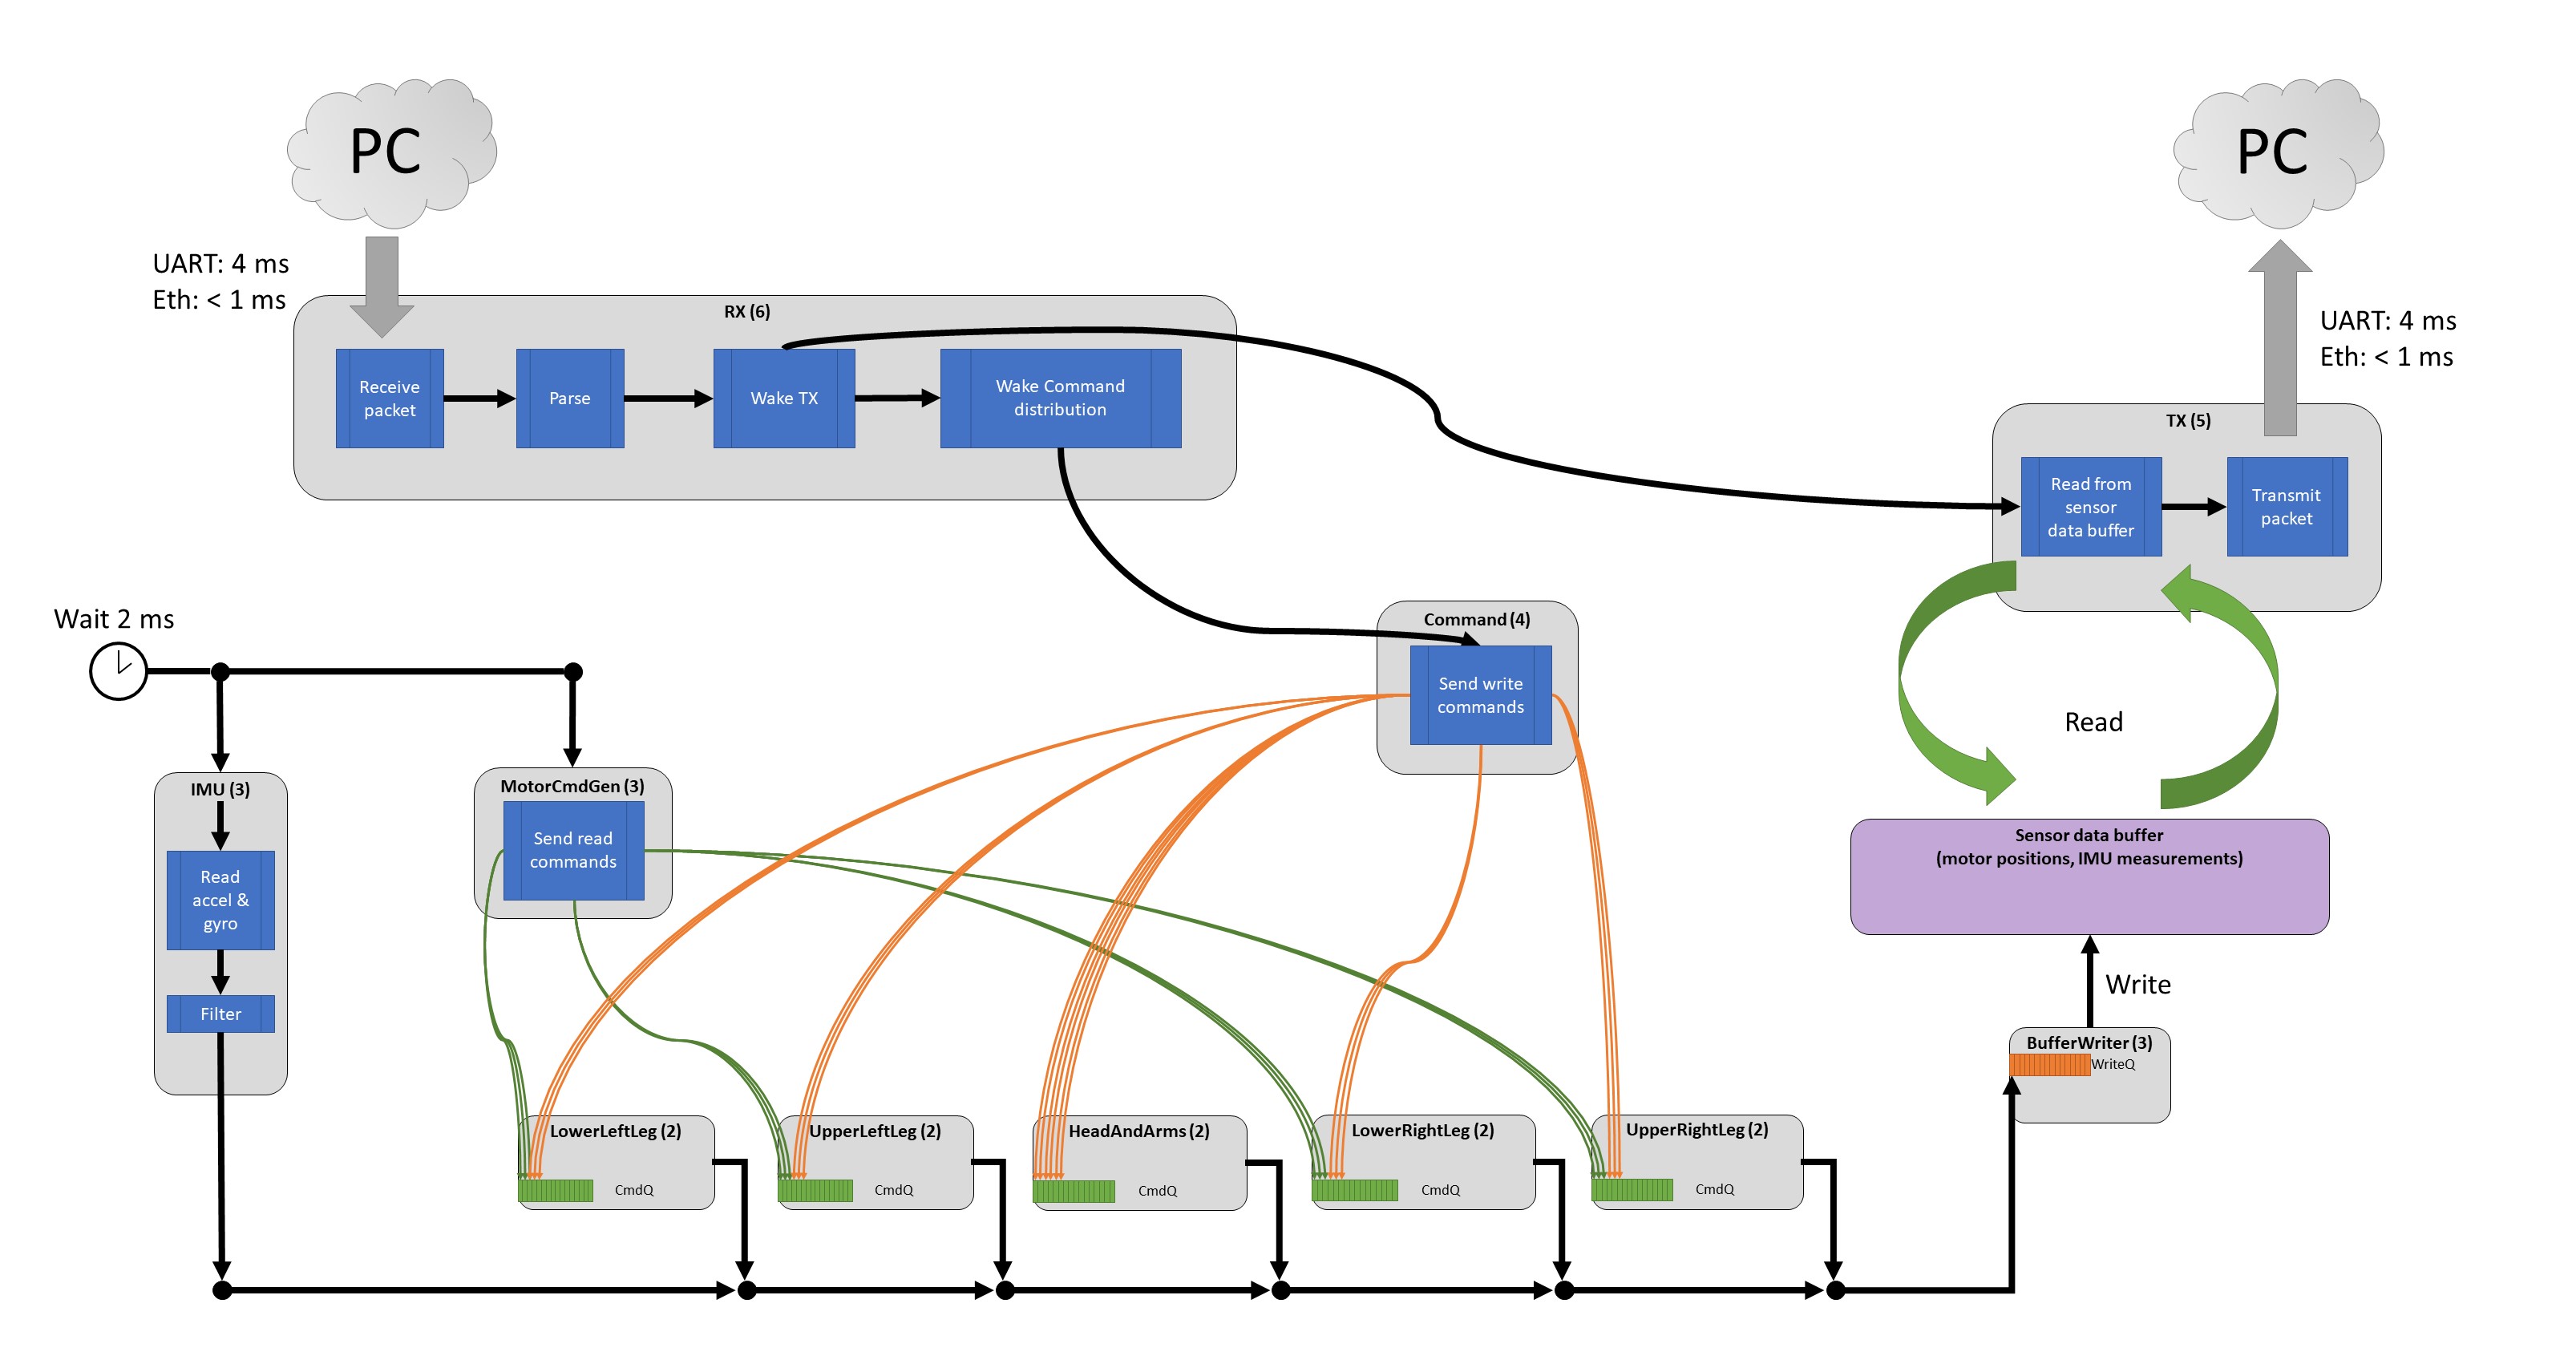 PC
PC
UART: 4 ms
Eth: < 1 ms
RX (6)
Receive
packet
Parse
Wake TX
Wake Command
distribution
UART: 4 ms
Eth: < 1 ms
TX (5)
Read from
sensor
data buffer
Transmit
packet
Wait 2 ms
Command (4)
Send write
commands
Read
IMU (3)
Read
accel &
gyro
Filter
MotorCmdGen (3)
Send read
commands
Sensor data buffer
(motor positions, IMU measurements)
Write
BufferWriter (3)
WriteQ
LowerLeftLeg (2)
CmdQ
UpperLeftLeg (2)
CmdQ
HeadAndArms (2)
CmdQ
LowerRightLeg (2)
CmdQ
UpperRightLeg (2)
CmdQ